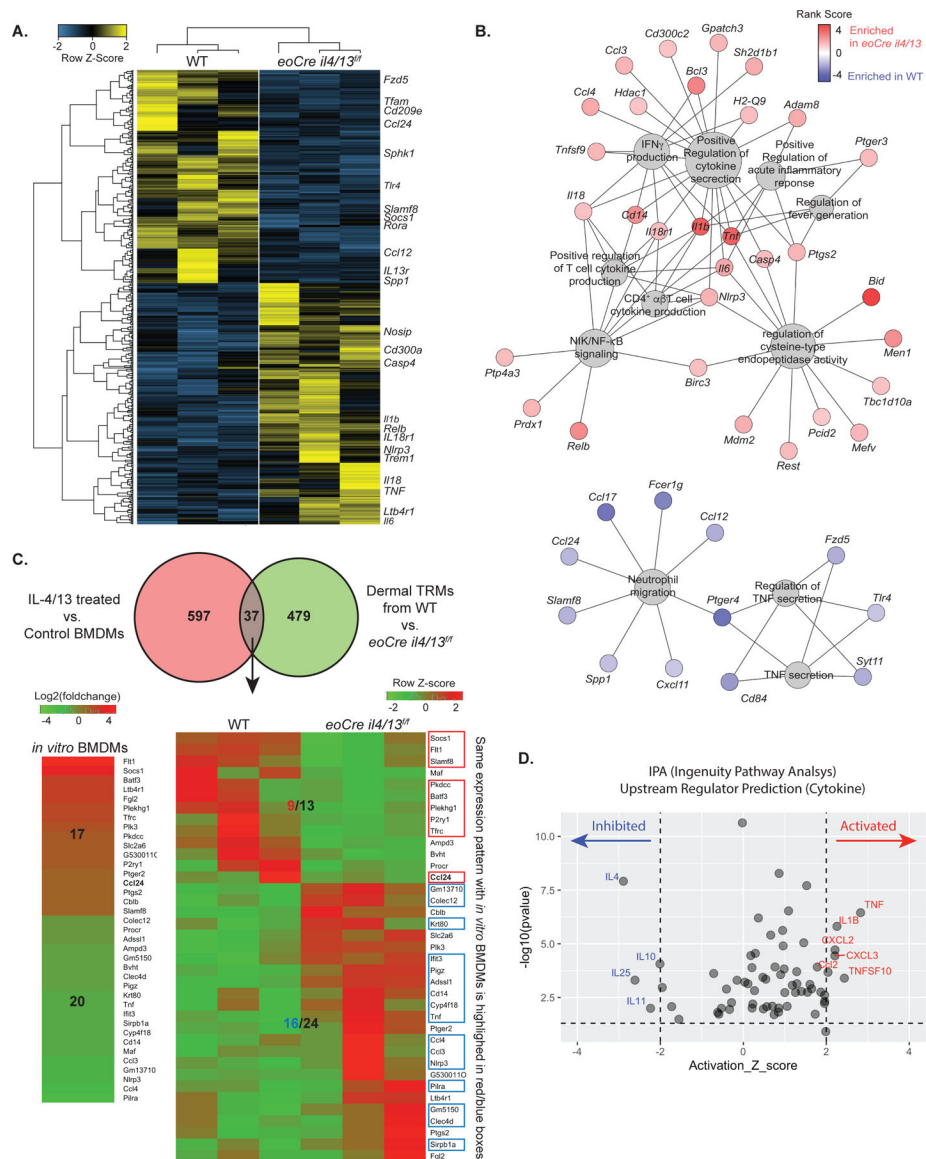 A.
-2 0 2
Row Z-Score
WT
eoCre il4/13f/f
Fzd5
Tfam
Cd209e
Ccl24
Sphk1
Tlr4
Slamf8
Socs1
Rora
Ccl12
IL13r
Spp1
Nosip
Cd300a
Casp4
Il1b
Relb
IL18r1
Nlrp3
Trem1
Il18
TNF
Ltb4r1
Il6
B.
Rank Score
4
0
-4
Enriched
in eoCre il4/13
Enriched in WT
Gpatch3
Cd300c2
Sh2d1b1
Ccl3
Bcl3
Ccl4
Hdac1
H2-Q9
Adam8
Tnfsf9
IFNγ
production
Positive
Regulation of
cytokine
secrection
Positive
Regulation of
acute inflammatory
reponse
Ptger3
Regulation of
fever generation
Il18
Cd14
Il18r1
Il1b
Tnf
Il6
Casp4
Ptgs2
Positive regulation
of T cell cytokine
production
CD4+ αβT cell
cytokine production
Nlrp3
Bid
NIK/NF-κB
signaling
regulation of
cysteine-type
endopeptidase activity
Men1
Ptp4a3
Birc3
Tbc1d10a
Prdx1
Relb
Mdm2
Rest
Pcid2
Mefv
Fcer1g
Ccl17
Ccl12
Ccl24
Fzd5
Neutrophil
migration
Regulation of
TNF secretion
Slamf8
Ptger4
Tlr4
Spp1
Cxcl11
TNF secretion
Syt11
Cd84
C.
IL-4/13 treated
vs.
Control BMDMs
597
37
479
Dermal TRMs
from WT
vs.
eoCre il4/13f/f
Log2(foldchange)
-4 0 4
Row Z-score
-2 0 2
in vitro BMDMs
WT
eoCre il4/13f/f
17
20
Flt1
Socs1
Batf3
Ltb4r1
Fgl2
Plekhg1
Tfrc
Plk3
Pkdcc
Slc2a6
P2ry1
Ptger2
Ccl24
Ptgs2
Cblb
Slamf8
Colec12
Procr
Adssl1
Ampd3
Gm5150
Bvht
Clec4d
Pigz
Krt80
Tnf
Ifit3
Sirpb1a
Cyp4f18
Cd14
Maf
Ccl3
Gm13710
Nlrp3
Ccl4
Pilra
9/13
16/24
Socs1
Flt1
Slamf8
Maf
Pkdcc
Batf3
Plekhg1
P2ry1
Tfrc
Ampd3
Bvht
Procr
Ccl24
Gm13710
Colec12
Cblb
Krt80
Slc2a6
Plk3
Ifit3
Pigz
Adssl1
Cd14
Cyp4f18
Tnf
Ptger2
Ccl4
Ccl3
Nlrp3
Pilra
Ltb4r1
Gm5150
Clec4d
Ptgs2
Sirpb1a
Fgl2
Same expression pattern with in vitro BMDMs is highlighed in red/blue boxes
D.
IPA (Ingenuity Pathway Analsys)
Upstream Regulator Prediction (Cytokine)
Inhibited
Activated
IL4
TNF
IL1B
CXCL2
CXCL3
Ccl2
TNFSF10
IL10
IL25
IL11
10.0
7.5
5.0
2.5
-log10(pvalue)
-4 -2 0 2 4
Activation_Z_score